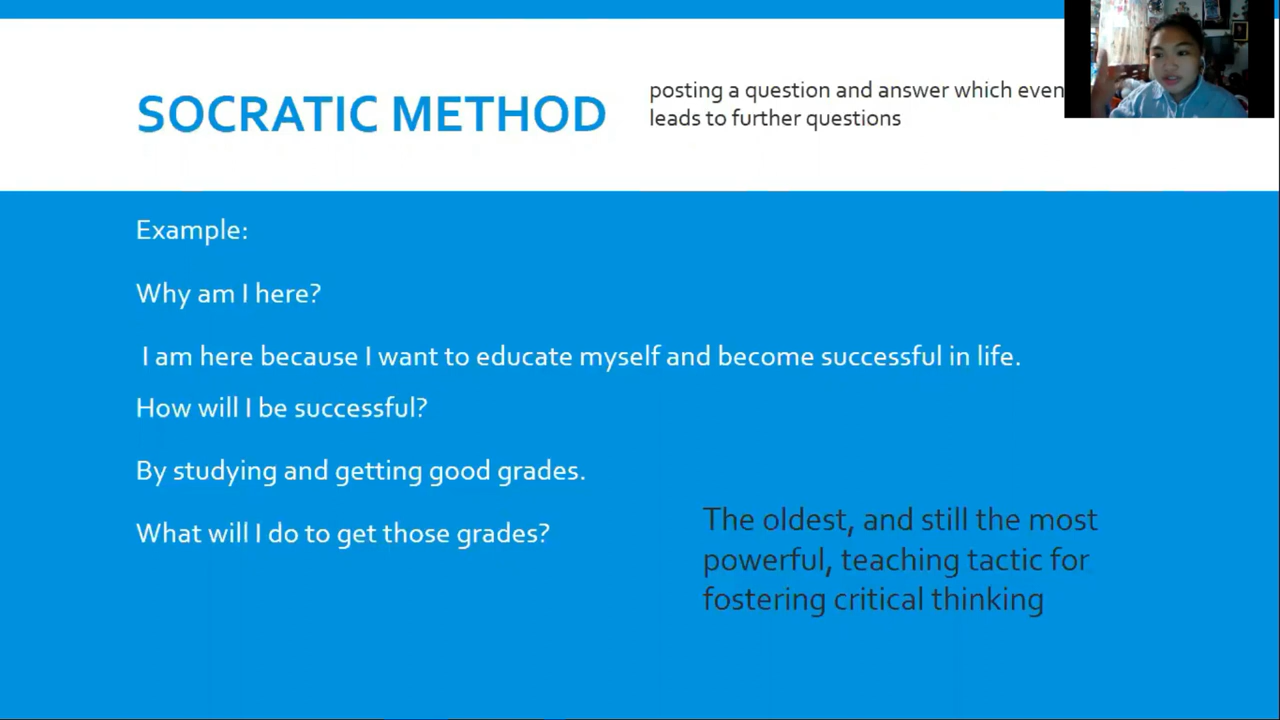 SOCRATIC METHOD
posting a question and answer which even
leads to further questions
Example:
Why am I here?
I am here because I want to educate myself and become successful in life.
How will I be successful?
By studying and getting good grades.
What will I do to get those grades?
The oldest, and still the most
powerful, teaching tactic for
fostering critical thinking